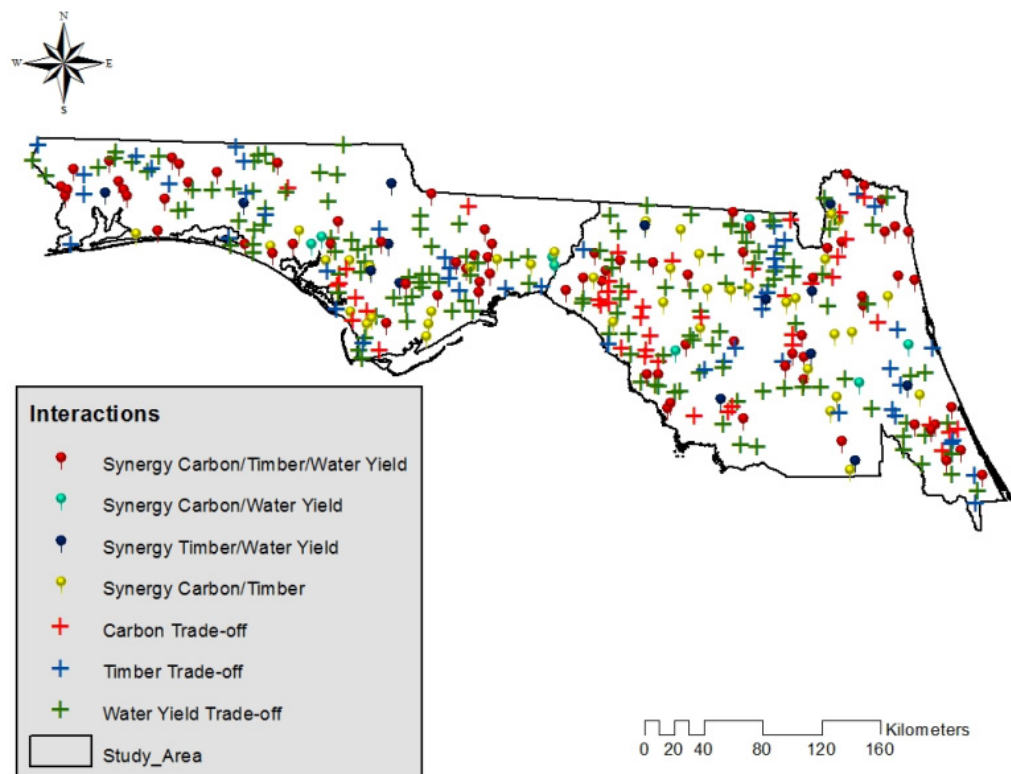 N
W E
S
Interactions
Synergy Carbon/Timber/Water Yield
Synergy Carbon/Water Yield
Synergy Timber/Water Yield
Synergy Carbon/Timber
Carbon Trade-off
Timber Trade-off
Water Yield Trade-off
Study_Area
Kilometers
0 20 40 80 120 160